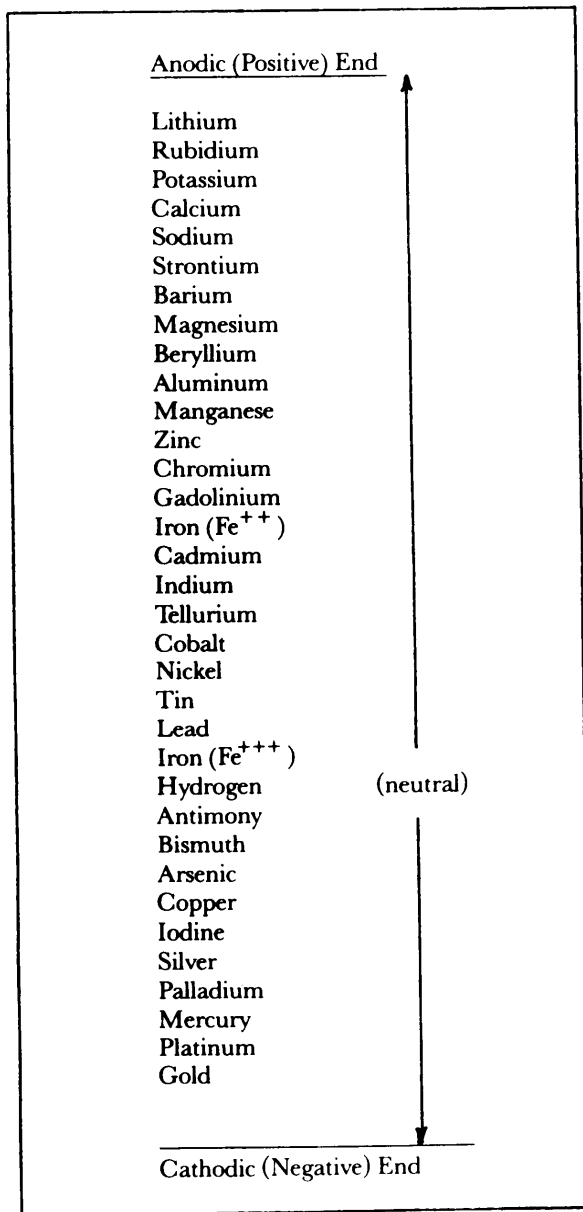 Anodic (Positive) End
Lithium
Rubidium
Potassium
Calcium
Sodium
Strontium
Barium
Magnesium
Beryllium
Aluminum
Manganese
Zinc
Chromium
Gadolinium
Iron (Fe⁺⁺)
Cadmium
Indium
Tellurium
Cobalt
Nickel
Tin
Lead
Iron (Fe⁺⁺⁺)
Hydrogen (neutral)
Antimony
Bismuth
Arsenic
Copper
Iodine
Silver
Palladium
Mercury
Platinum
Gold
Cathodic (Negative) End